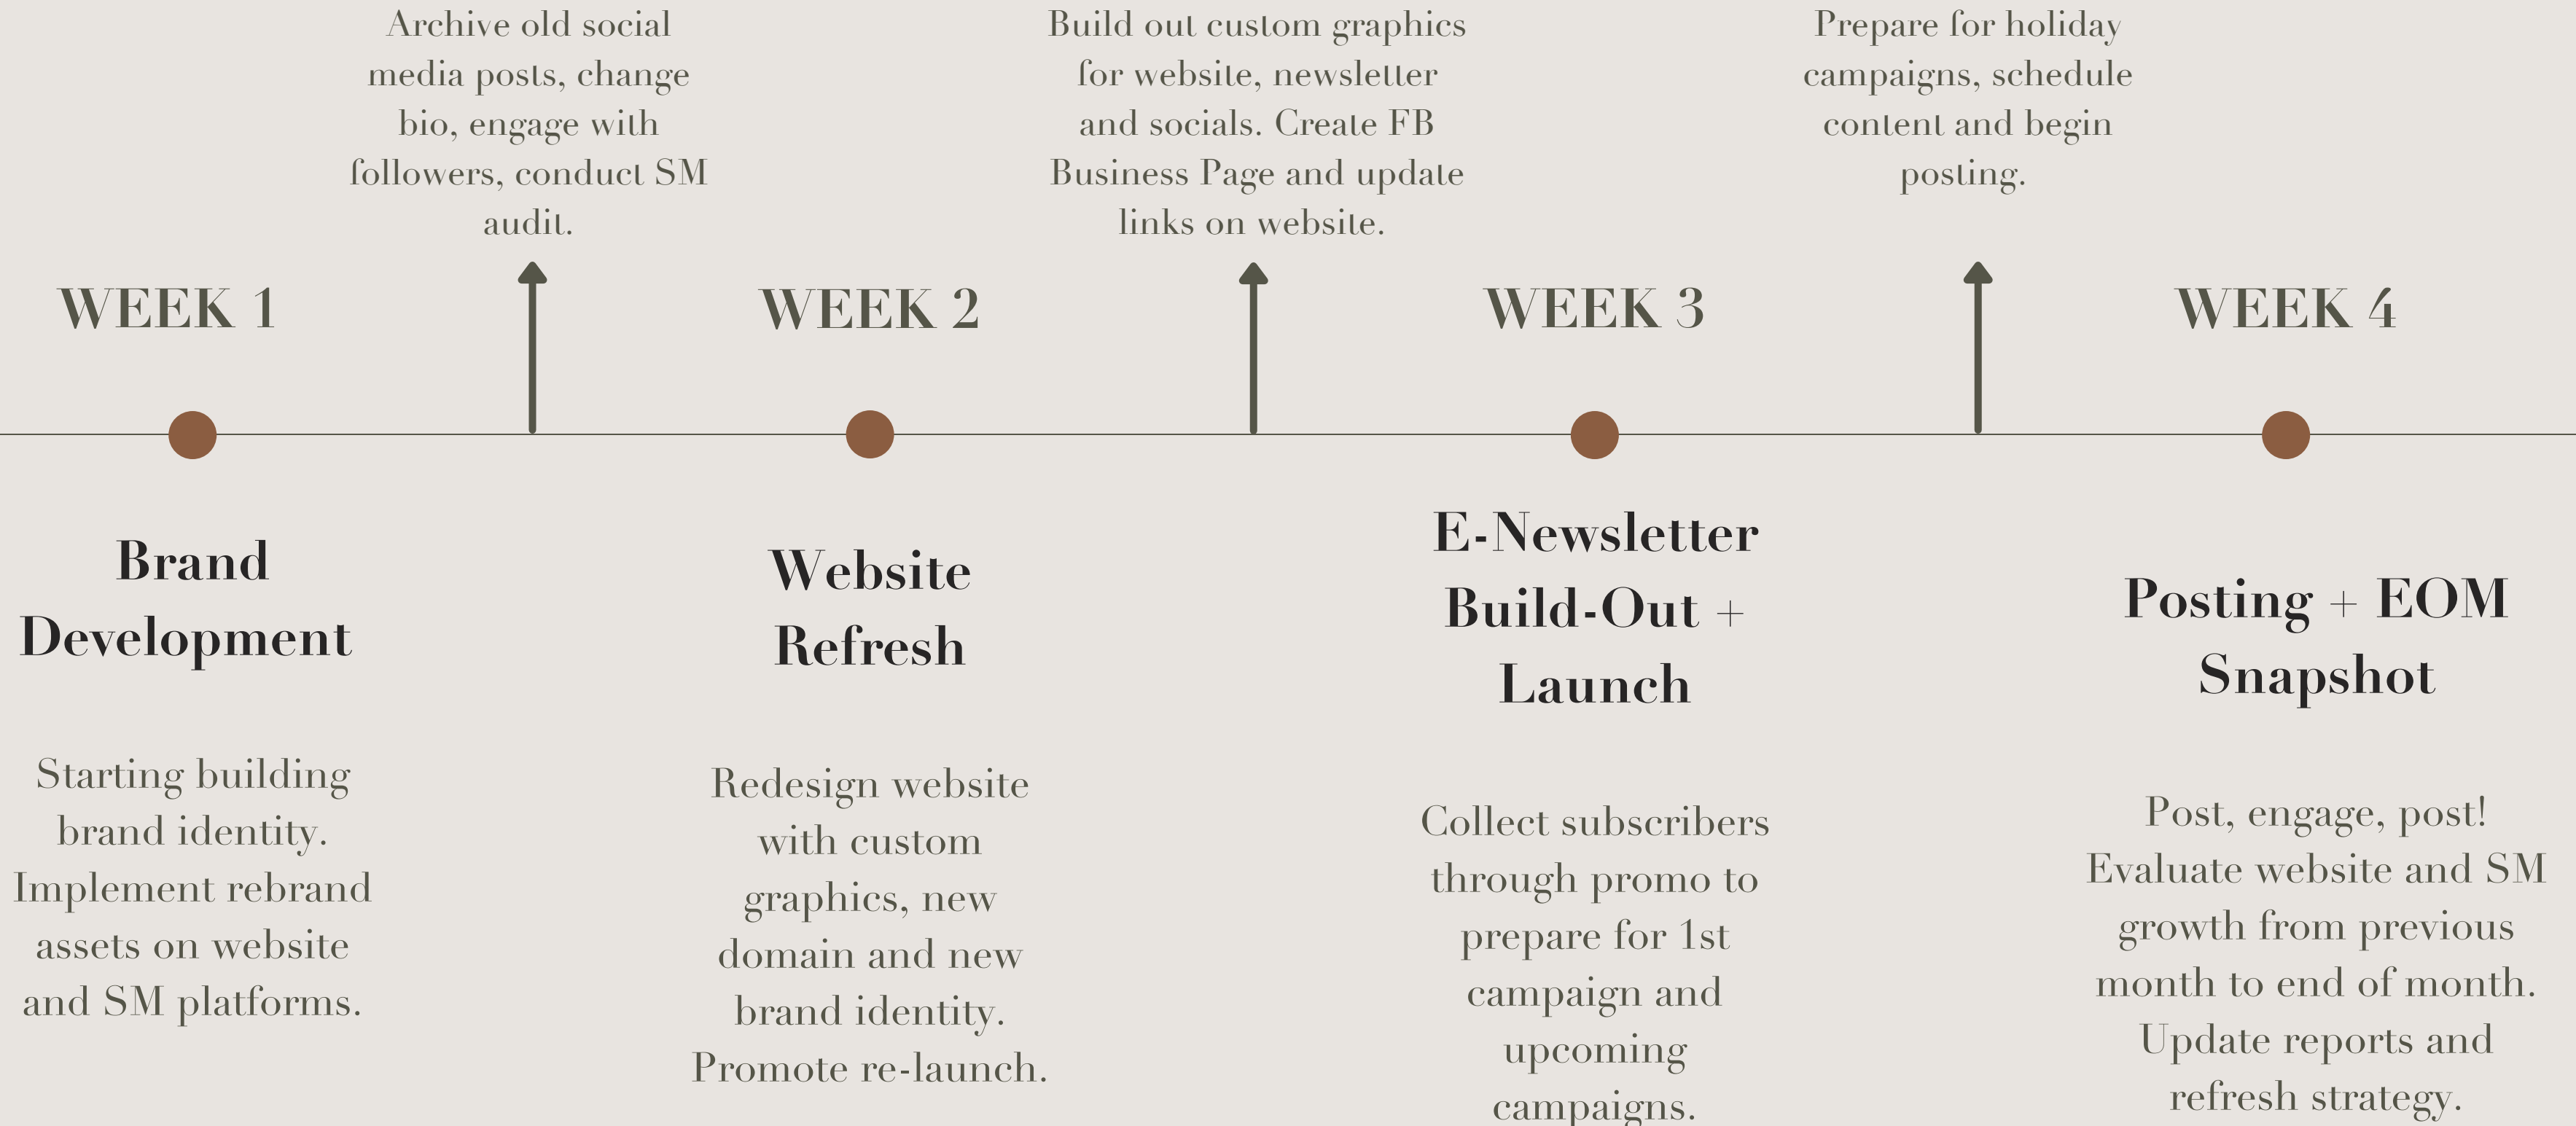 Archive old social
media posts, change
bio, engage with
followers, conduct SM
audit.
Build out custom graphics
for website, newsletter
and socials. Create FB
Business Page and update
links on website.
Prepare for holiday
campaigns, schedule
content and begin
posting.
WEEK 1
WEEK 2
WEEK 3
WEEK 4
Brand
Development
Starting building
brand identity.
Implement rebrand
assets on website
and SM platforms.
Website
Refresh
Redesign website
with custom
graphics, new
domain and new
brand identity.
Promote re-launch.
E-Newsletter
Build-Out +
Launch
Collect subscribers
through promo to
prepare for 1st
campaign and
upcoming
campaigns.
Posting + EOM
Snapshot
Post, engage, post!
Evaluate website and SM
growth from previous
month to end of month.
Update reports and
refresh strategy.